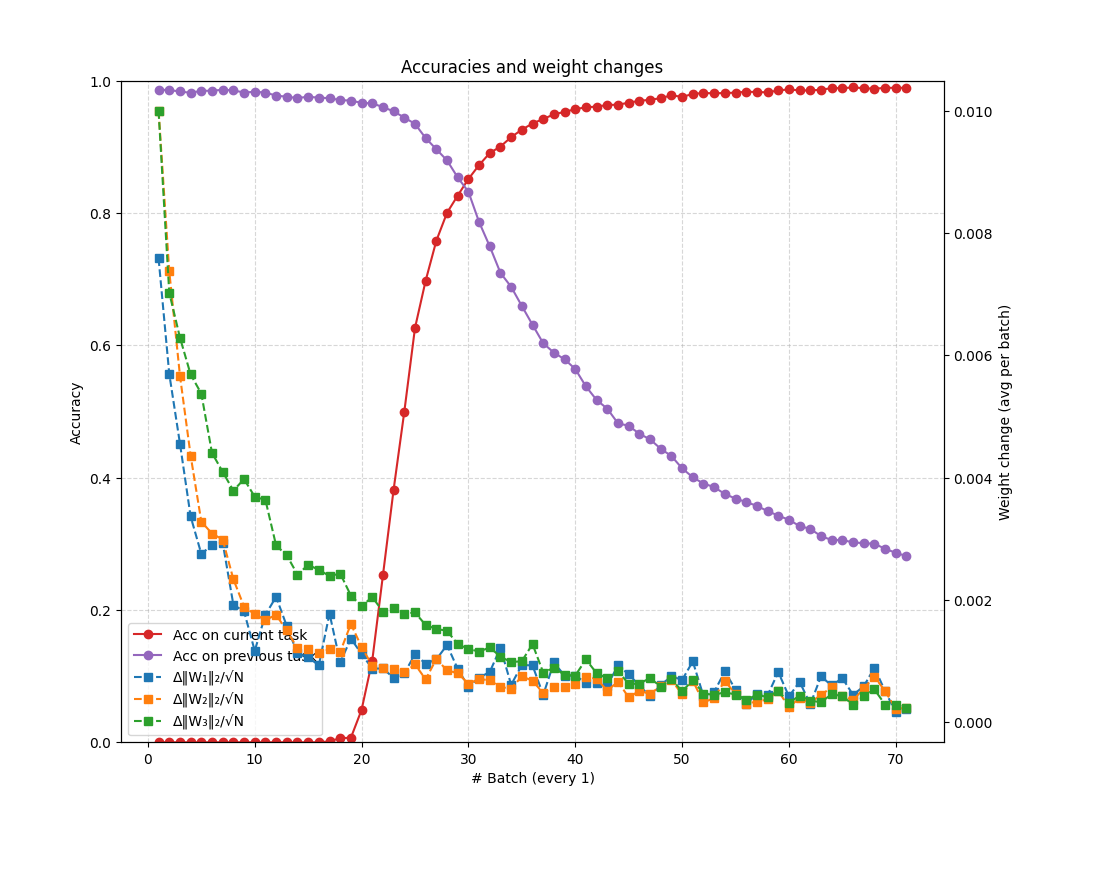 Accuracies and weight changes
1.0
0.8
0.6
0.4
0.2
0.0
Accuracy
0.010
0.008
0.006
0.004
0.002
0.000
Weight change (avg per batch)
Acc on current task
Acc on previous task
Δ‖W₁‖₂/√N
Δ‖W₂‖₂/√N
Δ‖W₃‖₂/√N
0 10 20 30 40 50 60 70
# Batch (every 1)